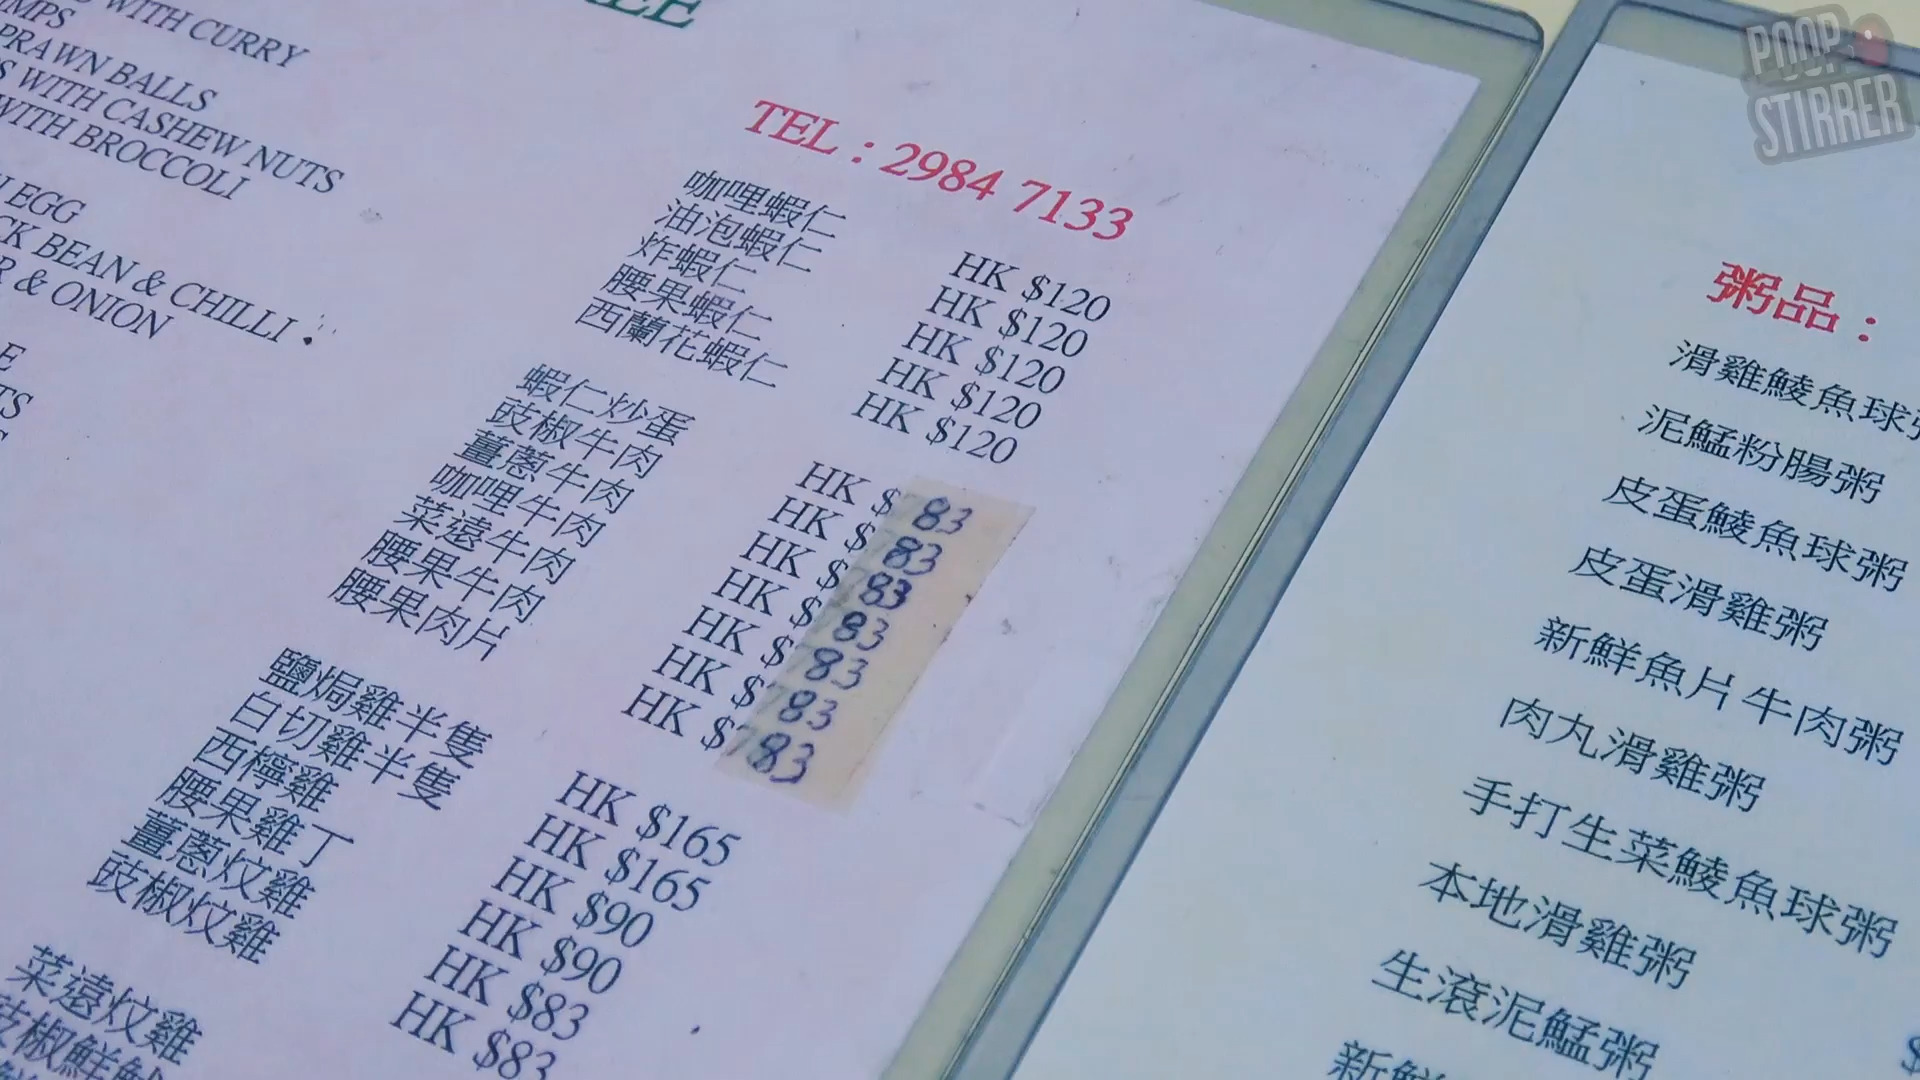 WITH CURRY
PRAWN BALLS
WITH CASHEW NUTS
WITH BROCCOLI
EGG
BEAN & CHILLI
& ONION
TEL : 2984 7133
咖哩蝦仁 HK $120
油泡蝦仁 HK $120
炸蝦仁 HK $120
腰果蝦仁 HK $120
西蘭花蝦仁 HK $120
蝦仁炒蛋 HK $ 83
豉椒牛肉 HK $ 83
薑蔥牛肉 HK $ 83
咖哩牛肉 HK $ 83
菜遠牛肉 HK $ 83
腰果牛肉 HK $ 83
腰果肉片 HK $ 83
鹽焗雞半隻 HK $165
白切雞半隻 HK $165
西檸雞 HK $90
腰果雞丁 HK $90
薑蔥炆雞 HK $83
豉椒炆雞 HK $83
菜遠炆雞
粥品：
滑雞鯪魚球粥
泥鯭粉腸粥
皮蛋鯪魚球粥
皮蛋滑雞粥
新鮮魚片牛肉粥
肉丸滑雞粥
手打生菜鯪魚球粥
本地滑雞粥
生滾泥鯭粥
新鮮
POOP STIRRER